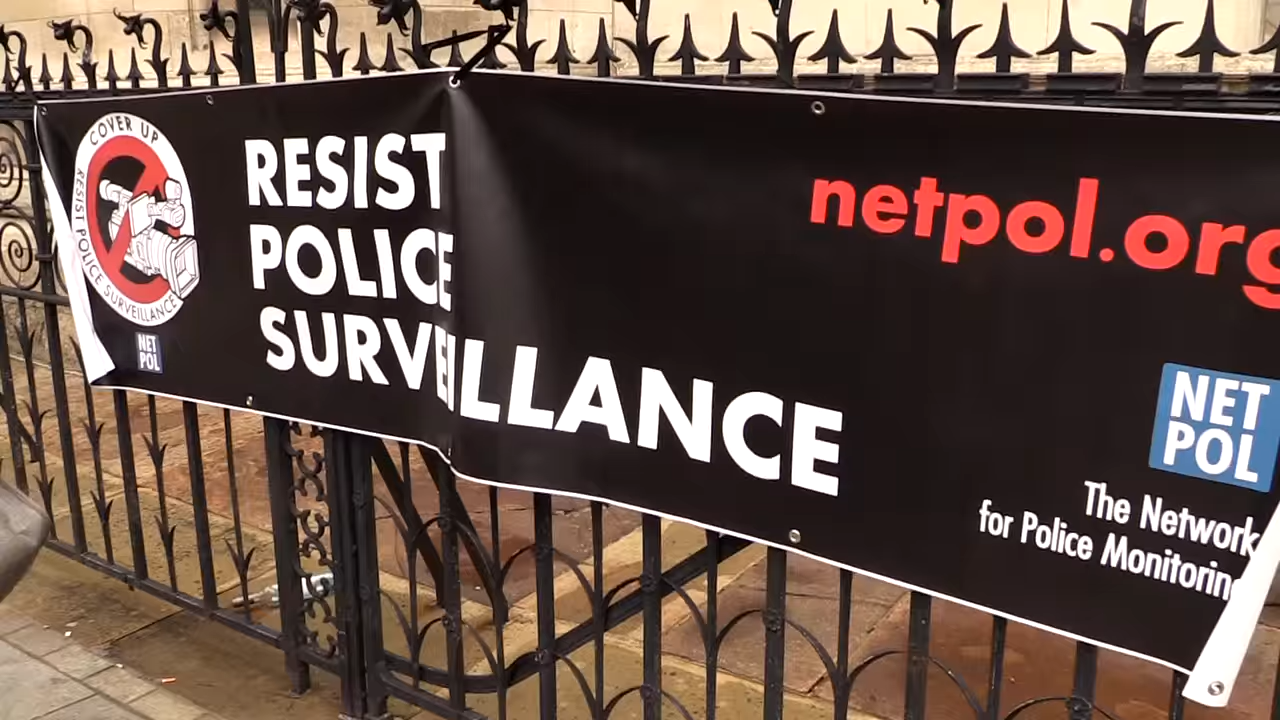 COVER UP
RESIST POLICE SURVEILLANCE
NET
POL
RESIST
POLICE
SURVEILLANCE
netpol.org
NET
POL
The Network
for Police Monitoring